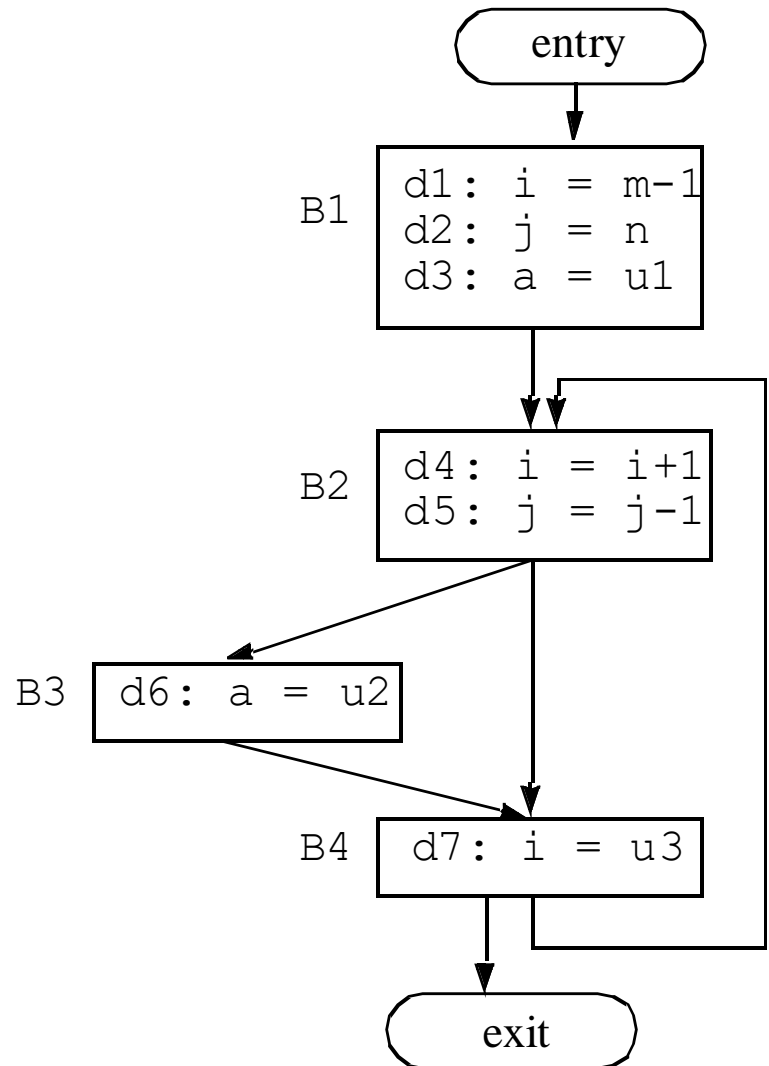 entry
B1
d1: i = m-1
d2: j = n
d3: a = u1
B2
d4: i = i+1
d5: j = j-1
B3
d6: a = u2
B4
d7: i = u3
exit